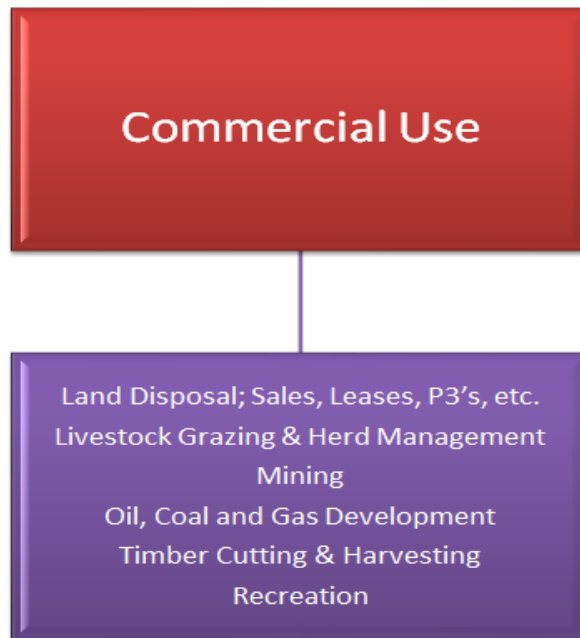 Commercial Use
Land Disposal; Sales, Leases, P3's, etc.
Livestock Grazing & Herd Management
Mining
Oil, Coal and Gas Development
Timber Cutting & Harvesting
Recreation